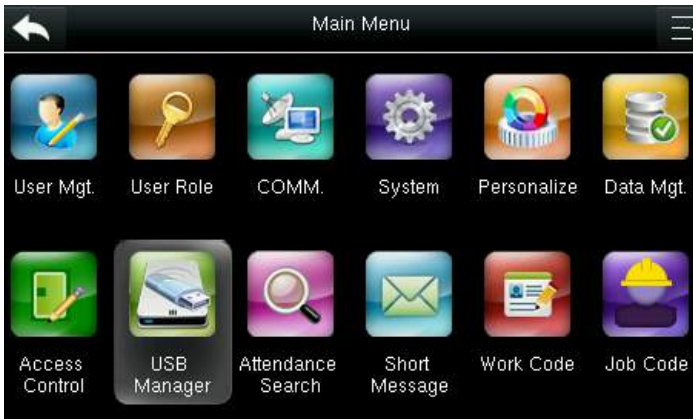 Main Menu
User Mgt.
User Role
COMM.
System
Personalize
Data Mgt.
Access
Control
USB
Manager
Attendance
Search
Short
Message
Work Code
Job Code